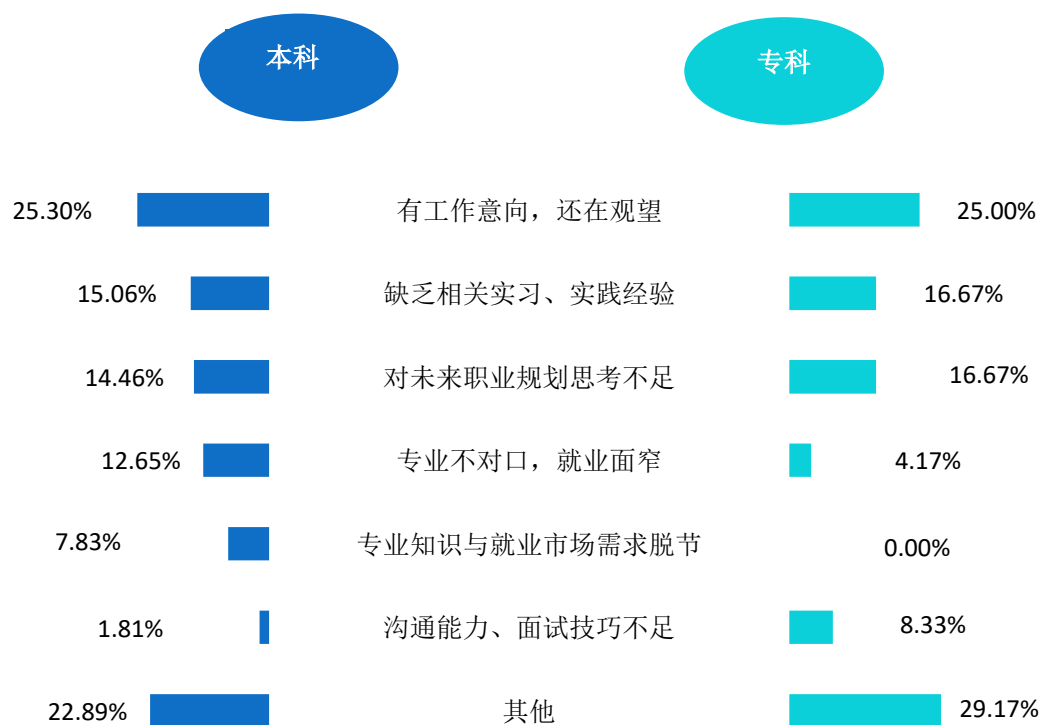 本科 专科
25.30% 有工作意向，还在观望 25.00%
15.06% 缺乏相关实习、实践经验 16.67%
14.46% 对未来职业规划思考不足 16.67%
12.65% 专业不对口，就业面窄 4.17%
7.83% 专业知识与就业市场需求脱节 0.00%
1.81% 沟通能力、面试技巧不足 8.33%
22.89% 其他 29.17%